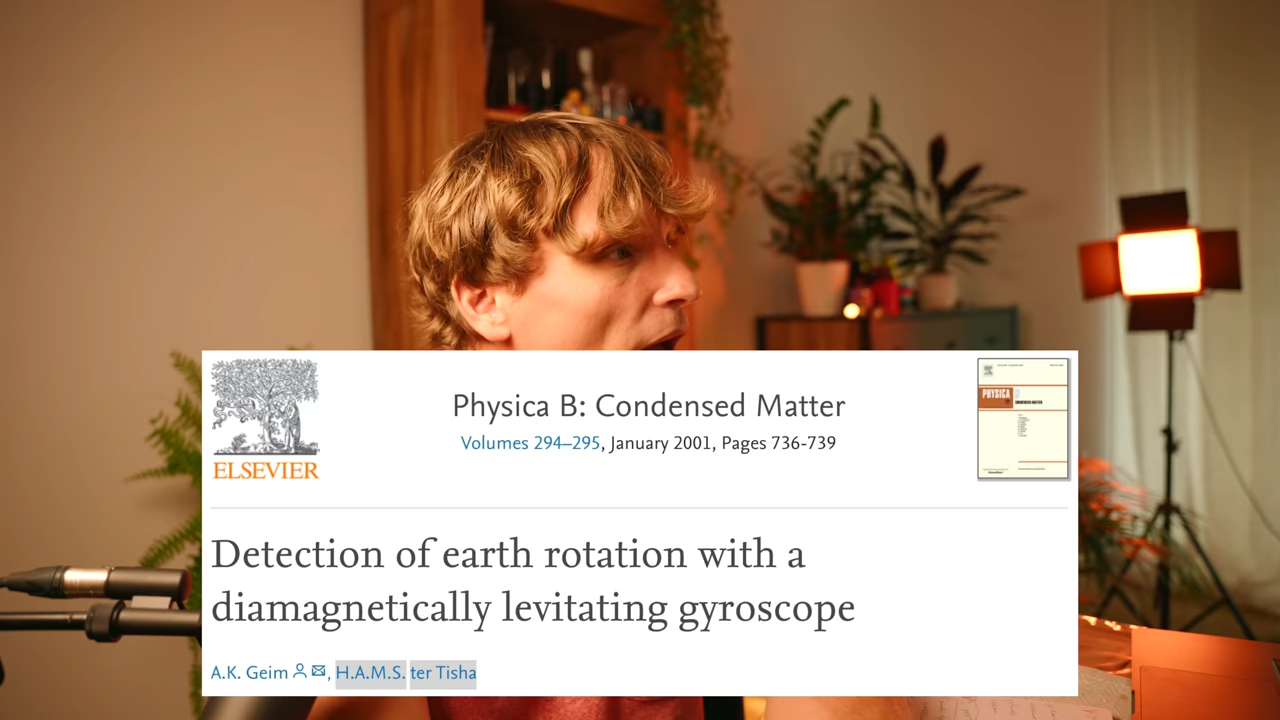 Physica B: Condensed Matter
Volumes 294–295, January 2001, Pages 736-739
ELSEVIER
PHYSICA
Detection of earth rotation with a
diamagnetically levitating gyroscope
A.K. Geim, H.A.M.S. ter Tisha